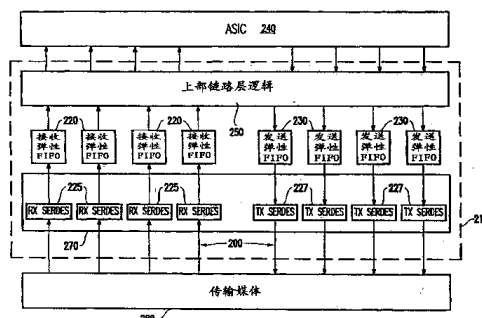 ASIC 240
上部链路层逻辑
250
220 220 230 230
接收弹性FIFO 接收弹性FIFO 接收弹性FIFO 接收弹性FIFO 发送弹性FIFO 发送弹性FIFO 发送弹性FIFO 发送弹性FIFO
225 225 227 227
RX SERDES RX SERDES RX SERDES RX SERDES TX SERDES TX SERDES TX SERDES TX SERDES
270 200
传输媒体